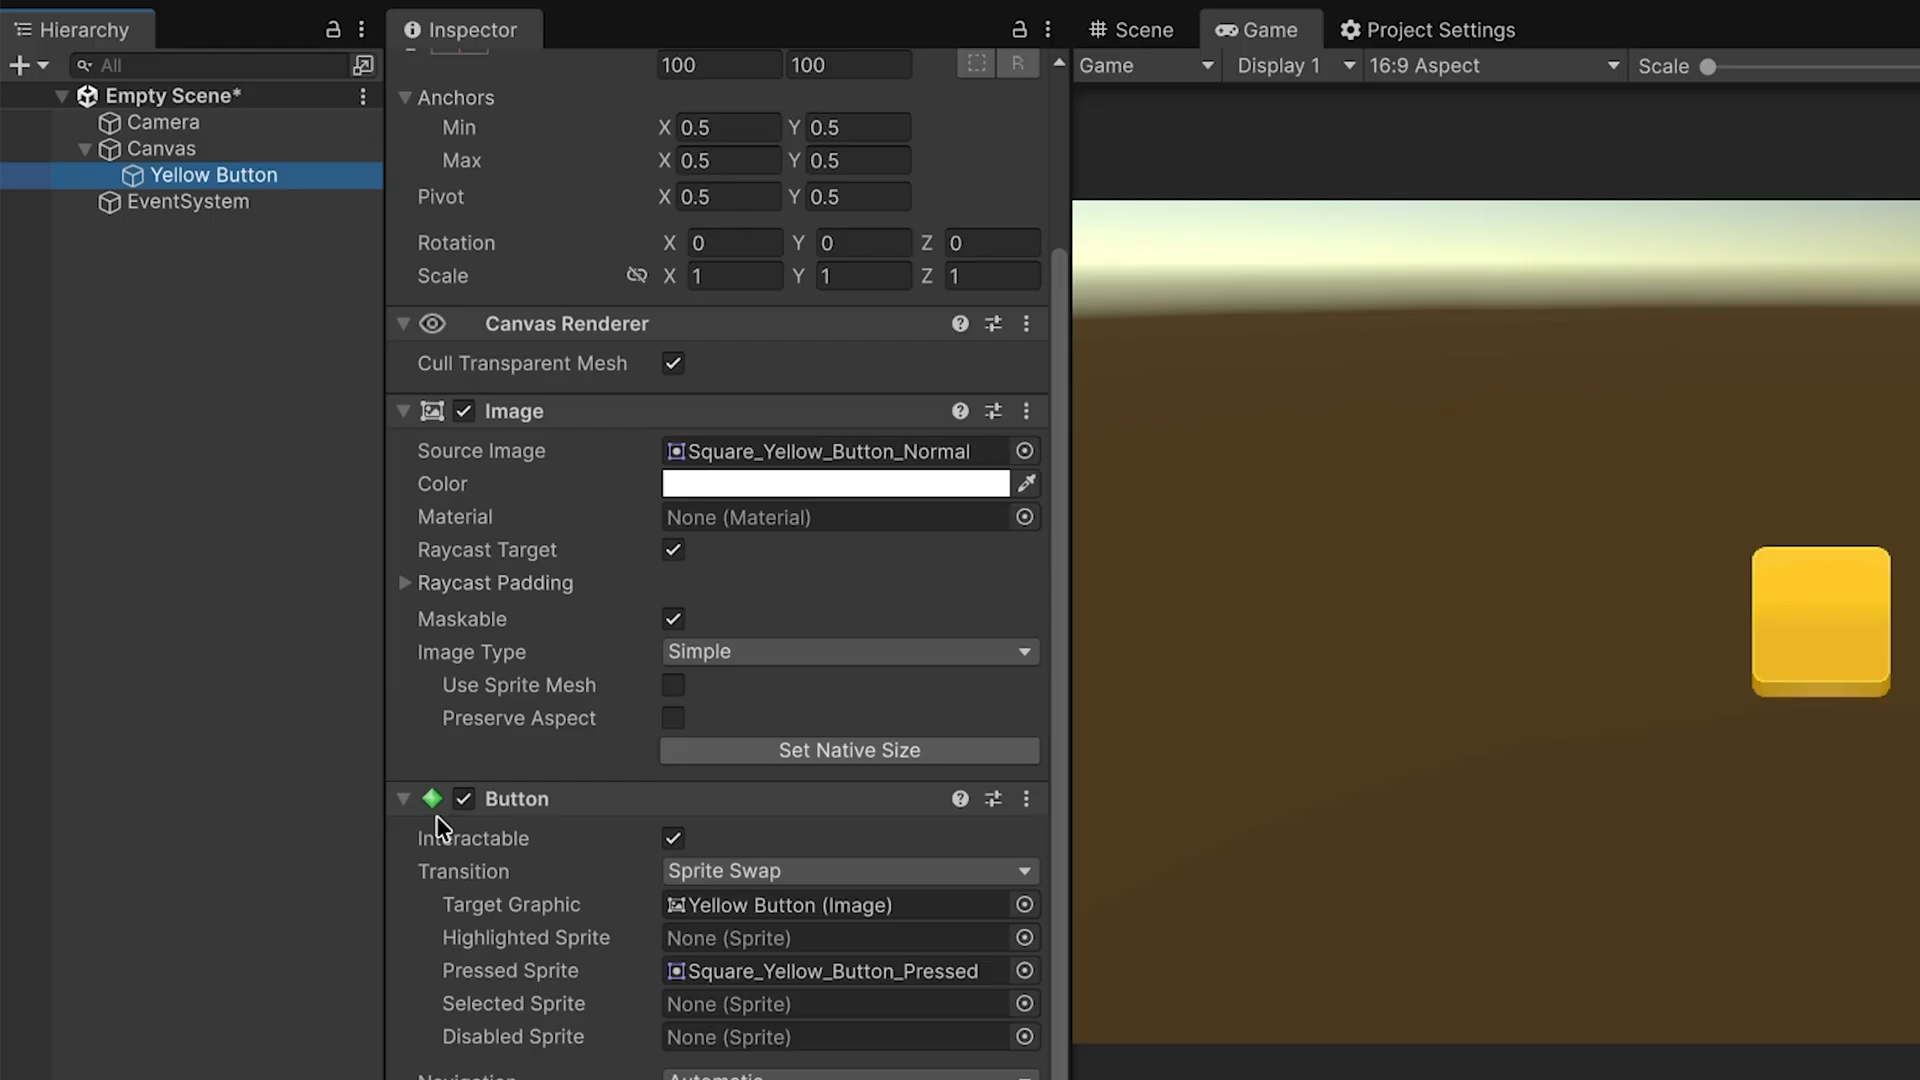 Hierarchy
All
Empty Scene*
Camera
Canvas
Yellow Button
EventSystem
Inspector
100 100 R
Anchors
Min X 0.5 Y 0.5
Max X 0.5 Y 0.5
Pivot X 0.5 Y 0.5
Rotation X 0 Y 0 Z 0
Scale X 1 Y 1 Z 1
Canvas Renderer
Cull Transparent Mesh
Image
Source Image Square_Yellow_Button_Normal
Color
Material None (Material)
Raycast Target
Raycast Padding
Maskable
Image Type Simple
Use Sprite Mesh
Preserve Aspect
Set Native Size
Button
Interactable
Transition Sprite Swap
Target Graphic Yellow Button (Image)
Highlighted Sprite None (Sprite)
Pressed Sprite Square_Yellow_Button_Pressed
Selected Sprite None (Sprite)
Disabled Sprite None (Sprite)
Navigation Automatic
Scene Game Project Settings
Game Display 1 16:9 Aspect Scale